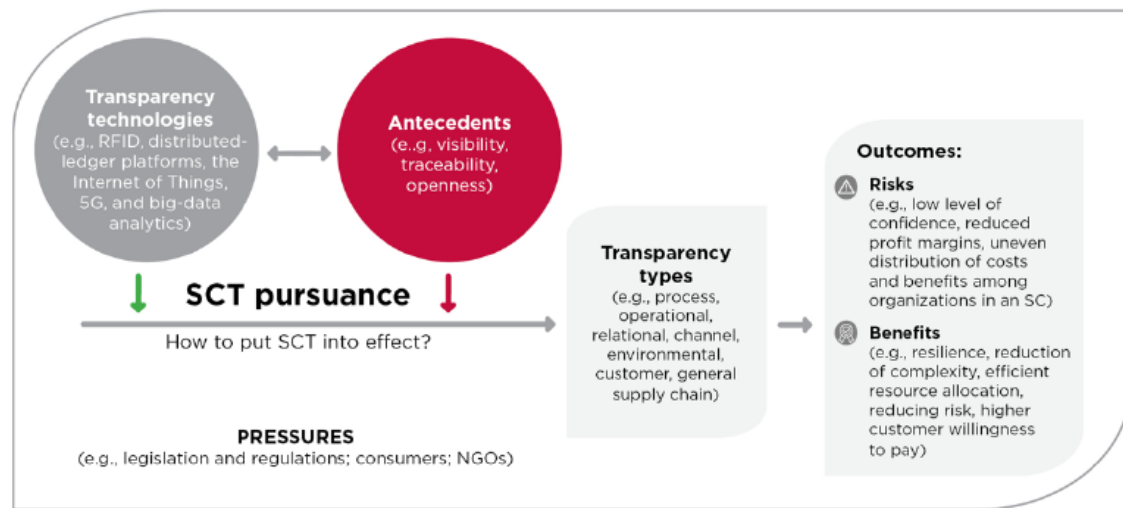 Transparency
technologies
(e.g., RFID, distributed-
ledger platforms, the
Internet of Things,
5G, and big-data
analytics)
Antecedents
(e..g, visibility,
traceability,
openness)
SCT pursuance
How to put SCT into effect?
PRESSURES
(e.g., legislation and regulations; consumers; NGOs)
Transparency
types
(e.g., process,
operational,
relational, channel,
environmental,
customer, general
supply chain)
Outcomes:
Risks
(e.g., low level of
confidence, reduced
profit margins, uneven
distribution of costs
and benefits among
organizations in an SC)
Benefits
(e.g., resilience, reduction
of complexity, efficient
resource allocation,
reducing risk, higher
customer willingness
to pay)